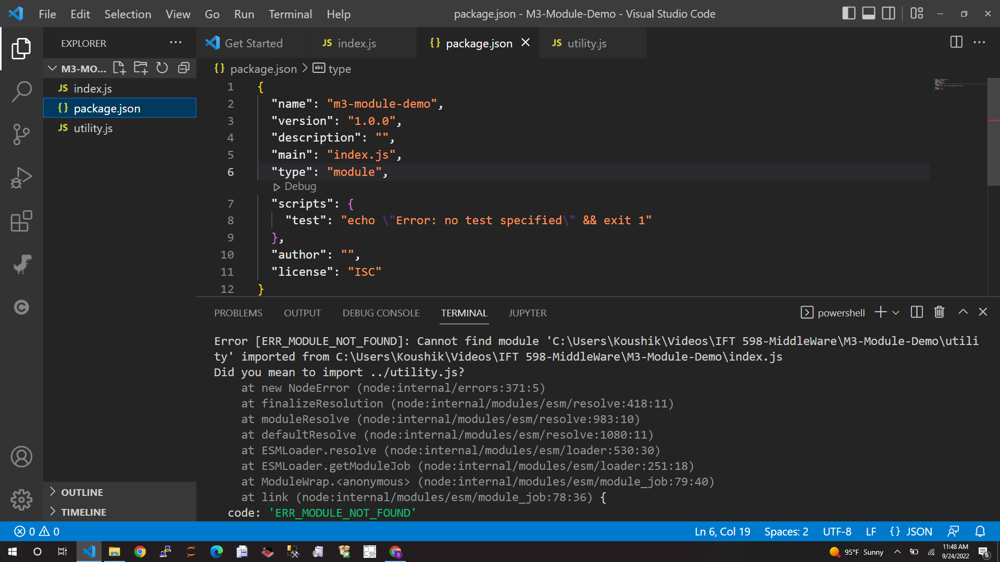 File Edit Selection View Go Run Terminal Help
package.json - M3-Module-Demo - Visual Studio Code
EXPLORER
M3-MO...
JS index.js
{} package.json
JS utility.js
OUTLINE
TIMELINE
Get Started
JS index.js
{} package.json
JS utility.js
{} package.json > abc type
1 {
2 "name": "m3-module-demo",
3 "version": "1.0.0",
4 "description": "",
5 "main": "index.js",
6 "type": "module",
Debug
7 "scripts": {
8 "test": "echo \"Error: no test specified\" && exit 1"
9 },
10 "author": "",
11 "license": "ISC"
12 }
PROBLEMS OUTPUT DEBUG CONSOLE TERMINAL JUPYTER
powershell
Error [ERR_MODULE_NOT_FOUND]: Cannot find module 'C:\Users\Koushik\Videos\IFT 598-MiddleWare\M3-Module-Demo\utili
ty' imported from C:\Users\Koushik\Videos\IFT 598-MiddleWare\M3-Module-Demo\index.js
Did you mean to import ../utility.js?
at new NodeError (node:internal/errors:371:5)
at finalizeResolution (node:internal/modules/esm/resolve:418:11)
at moduleResolve (node:internal/modules/esm/resolve:983:10)
at defaultResolve (node:internal/modules/esm/resolve:1080:11)
at ESMLoader.resolve (node:internal/modules/esm/loader:530:30)
at ESMLoader.getModuleJob (node:internal/modules/esm/loader:251:18)
at ModuleWrap.<anonymous> (node:internal/modules/esm/module_job:79:40)
at link (node:internal/modules/esm/module_job:78:36) {
code: 'ERR_MODULE_NOT_FOUND'
0 0
Ln 6, Col 19 Spaces: 2 UTF-8 LF {} JSON
95°F Sunny
11:48 AM
9/24/2022
6